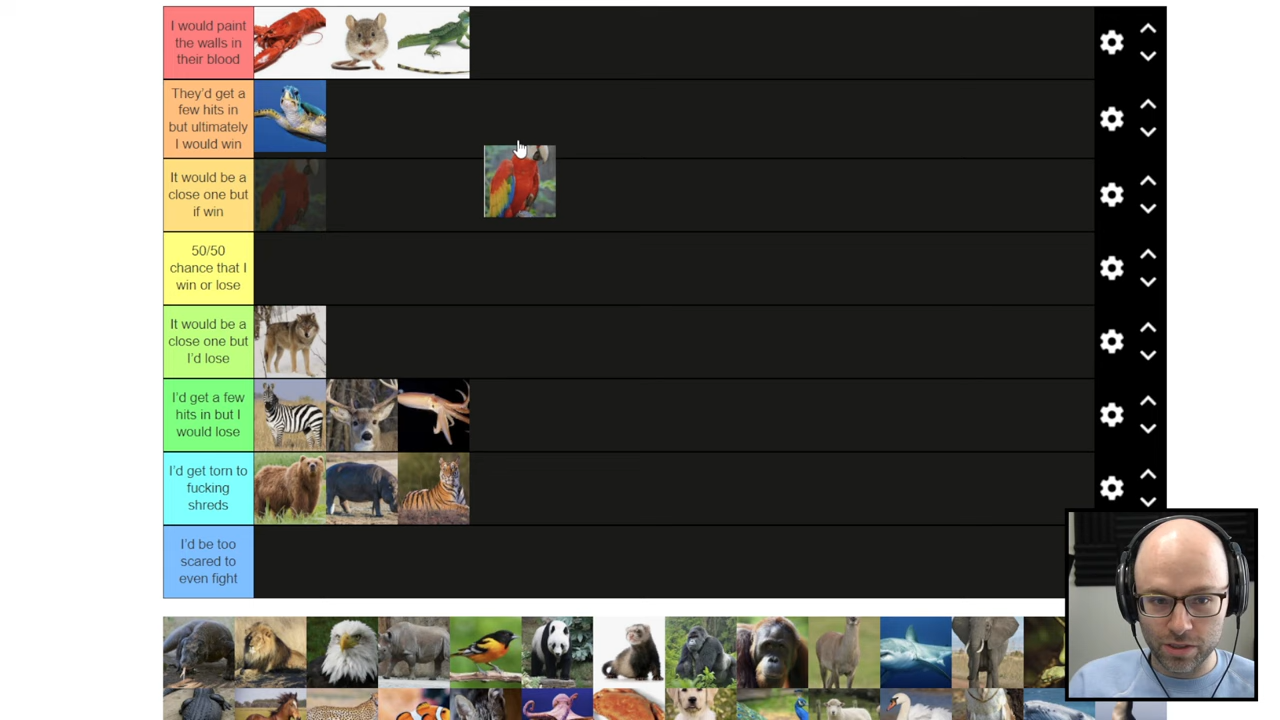 I would paint
the walls in
their blood
They'd get a
few hits in
but ultimately
I would win
It would be a
close one but
if win
50/50
chance that I
win or lose
It would be a
close one but
I'd lose
I'd get a few
hits in but I
would lose
I'd get torn to
fucking
shreds
I'd be too
scared to
even fight